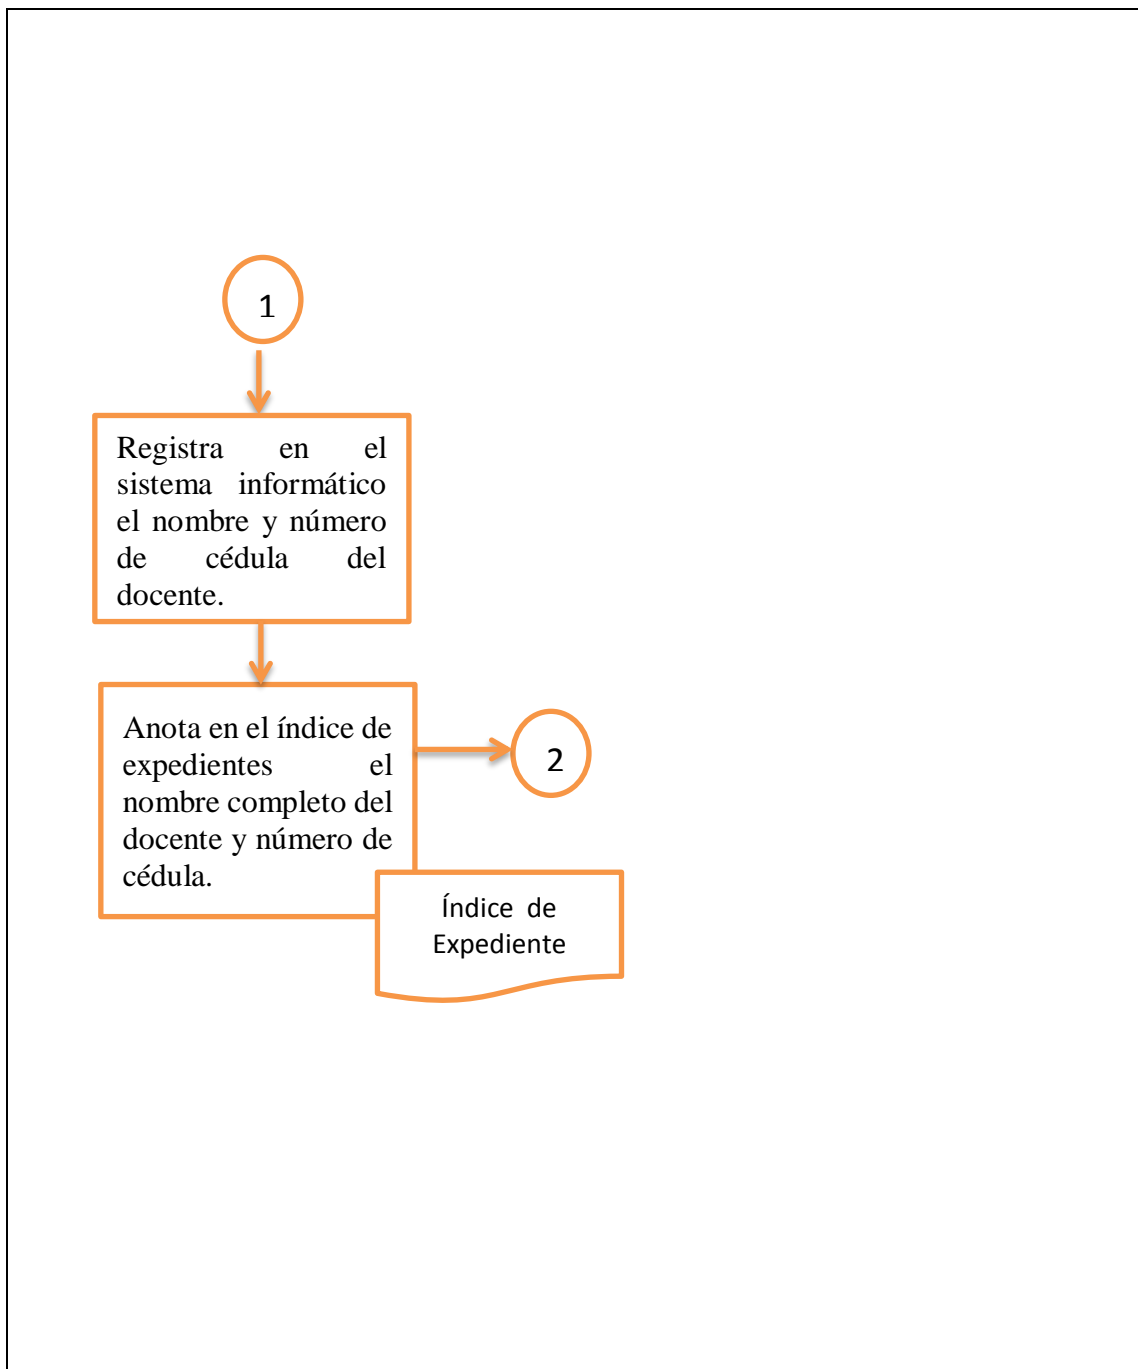 1
Registra en el
sistema informático
el nombre y número
de cédula del
docente.
Anota en el índice de
expedientes el
nombre completo del
docente y número de
cédula.
2
Índice de
Expediente